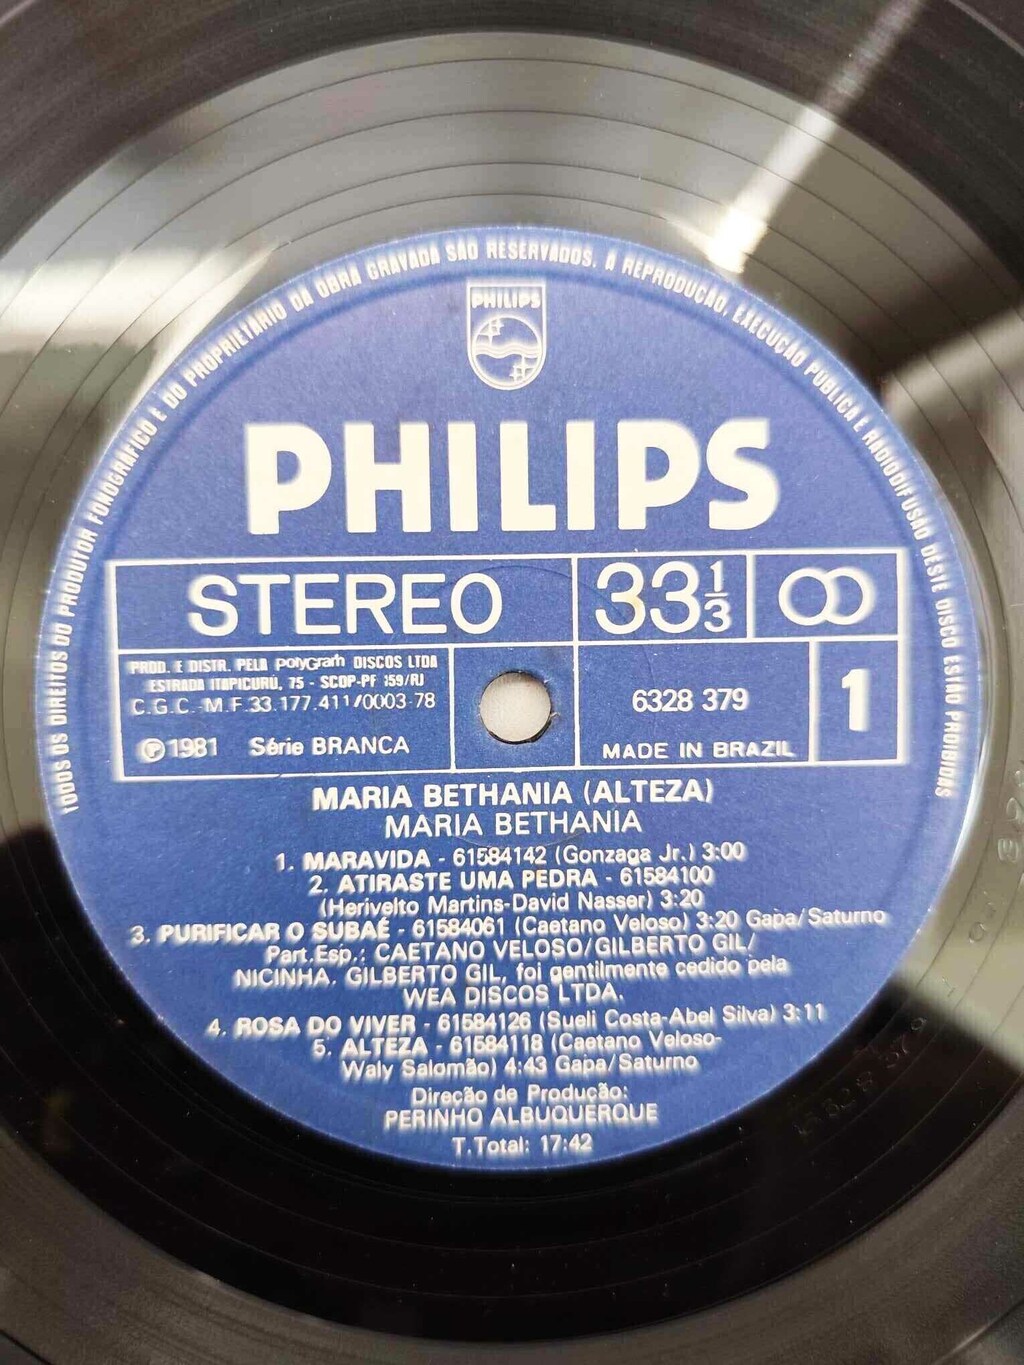 TODOS OS DIREITOS DO PRODUTOR FONOGRÁFICO E DO PROPRIETÁRIO DA OBRA GRAVADA SÃO RESERVADOS. A REPRODUÇÃO, EXECUÇÃO PÚBLICA E RADIODIFUSÃO DESTE DISCO ESTÃO PROIBIDAS
PHILIPS
PHILIPS
STEREO
33 1/3
PROD. E DISTR. PELA polyGram DISCOS LTDA
ESTRADA ITAPICURÚ, 75 - SCOP-PF 159/RJ
C.G.C.-M.F.33.177.411/0003-78
Ⓟ 1981 Série BRANCA
6328 379
MADE IN BRAZIL
1
MARIA BETHANIA (ALTEZA)
MARIA BETHANIA
1. MARAVIDA - 61584142 (Gonzaga Jr.) 3:00
2. ATIRASTE UMA PEDRA - 61584100
(Herivelto Martins-David Nasser) 3:20
3. PURIFICAR O SUBAÉ - 61584061 (Caetano Veloso) 3:20 Gapa/Saturno
Part.Esp.: CAETANO VELOSO/GILBERTO GIL/
NICINHA. GILBERTO GIL, foi gentilmente cedido pela
WEA DISCOS LTDA.
4. ROSA DO VIVER - 61584126 (Sueli Costa-Abel Silva) 3:11
5. ALTEZA - 61584118 (Caetano Veloso-
Waly Salomão) 4:43 Gapa/Saturno
Direção de Produção:
PERINHO ALBUQUERQUE
T.Total: 17:42